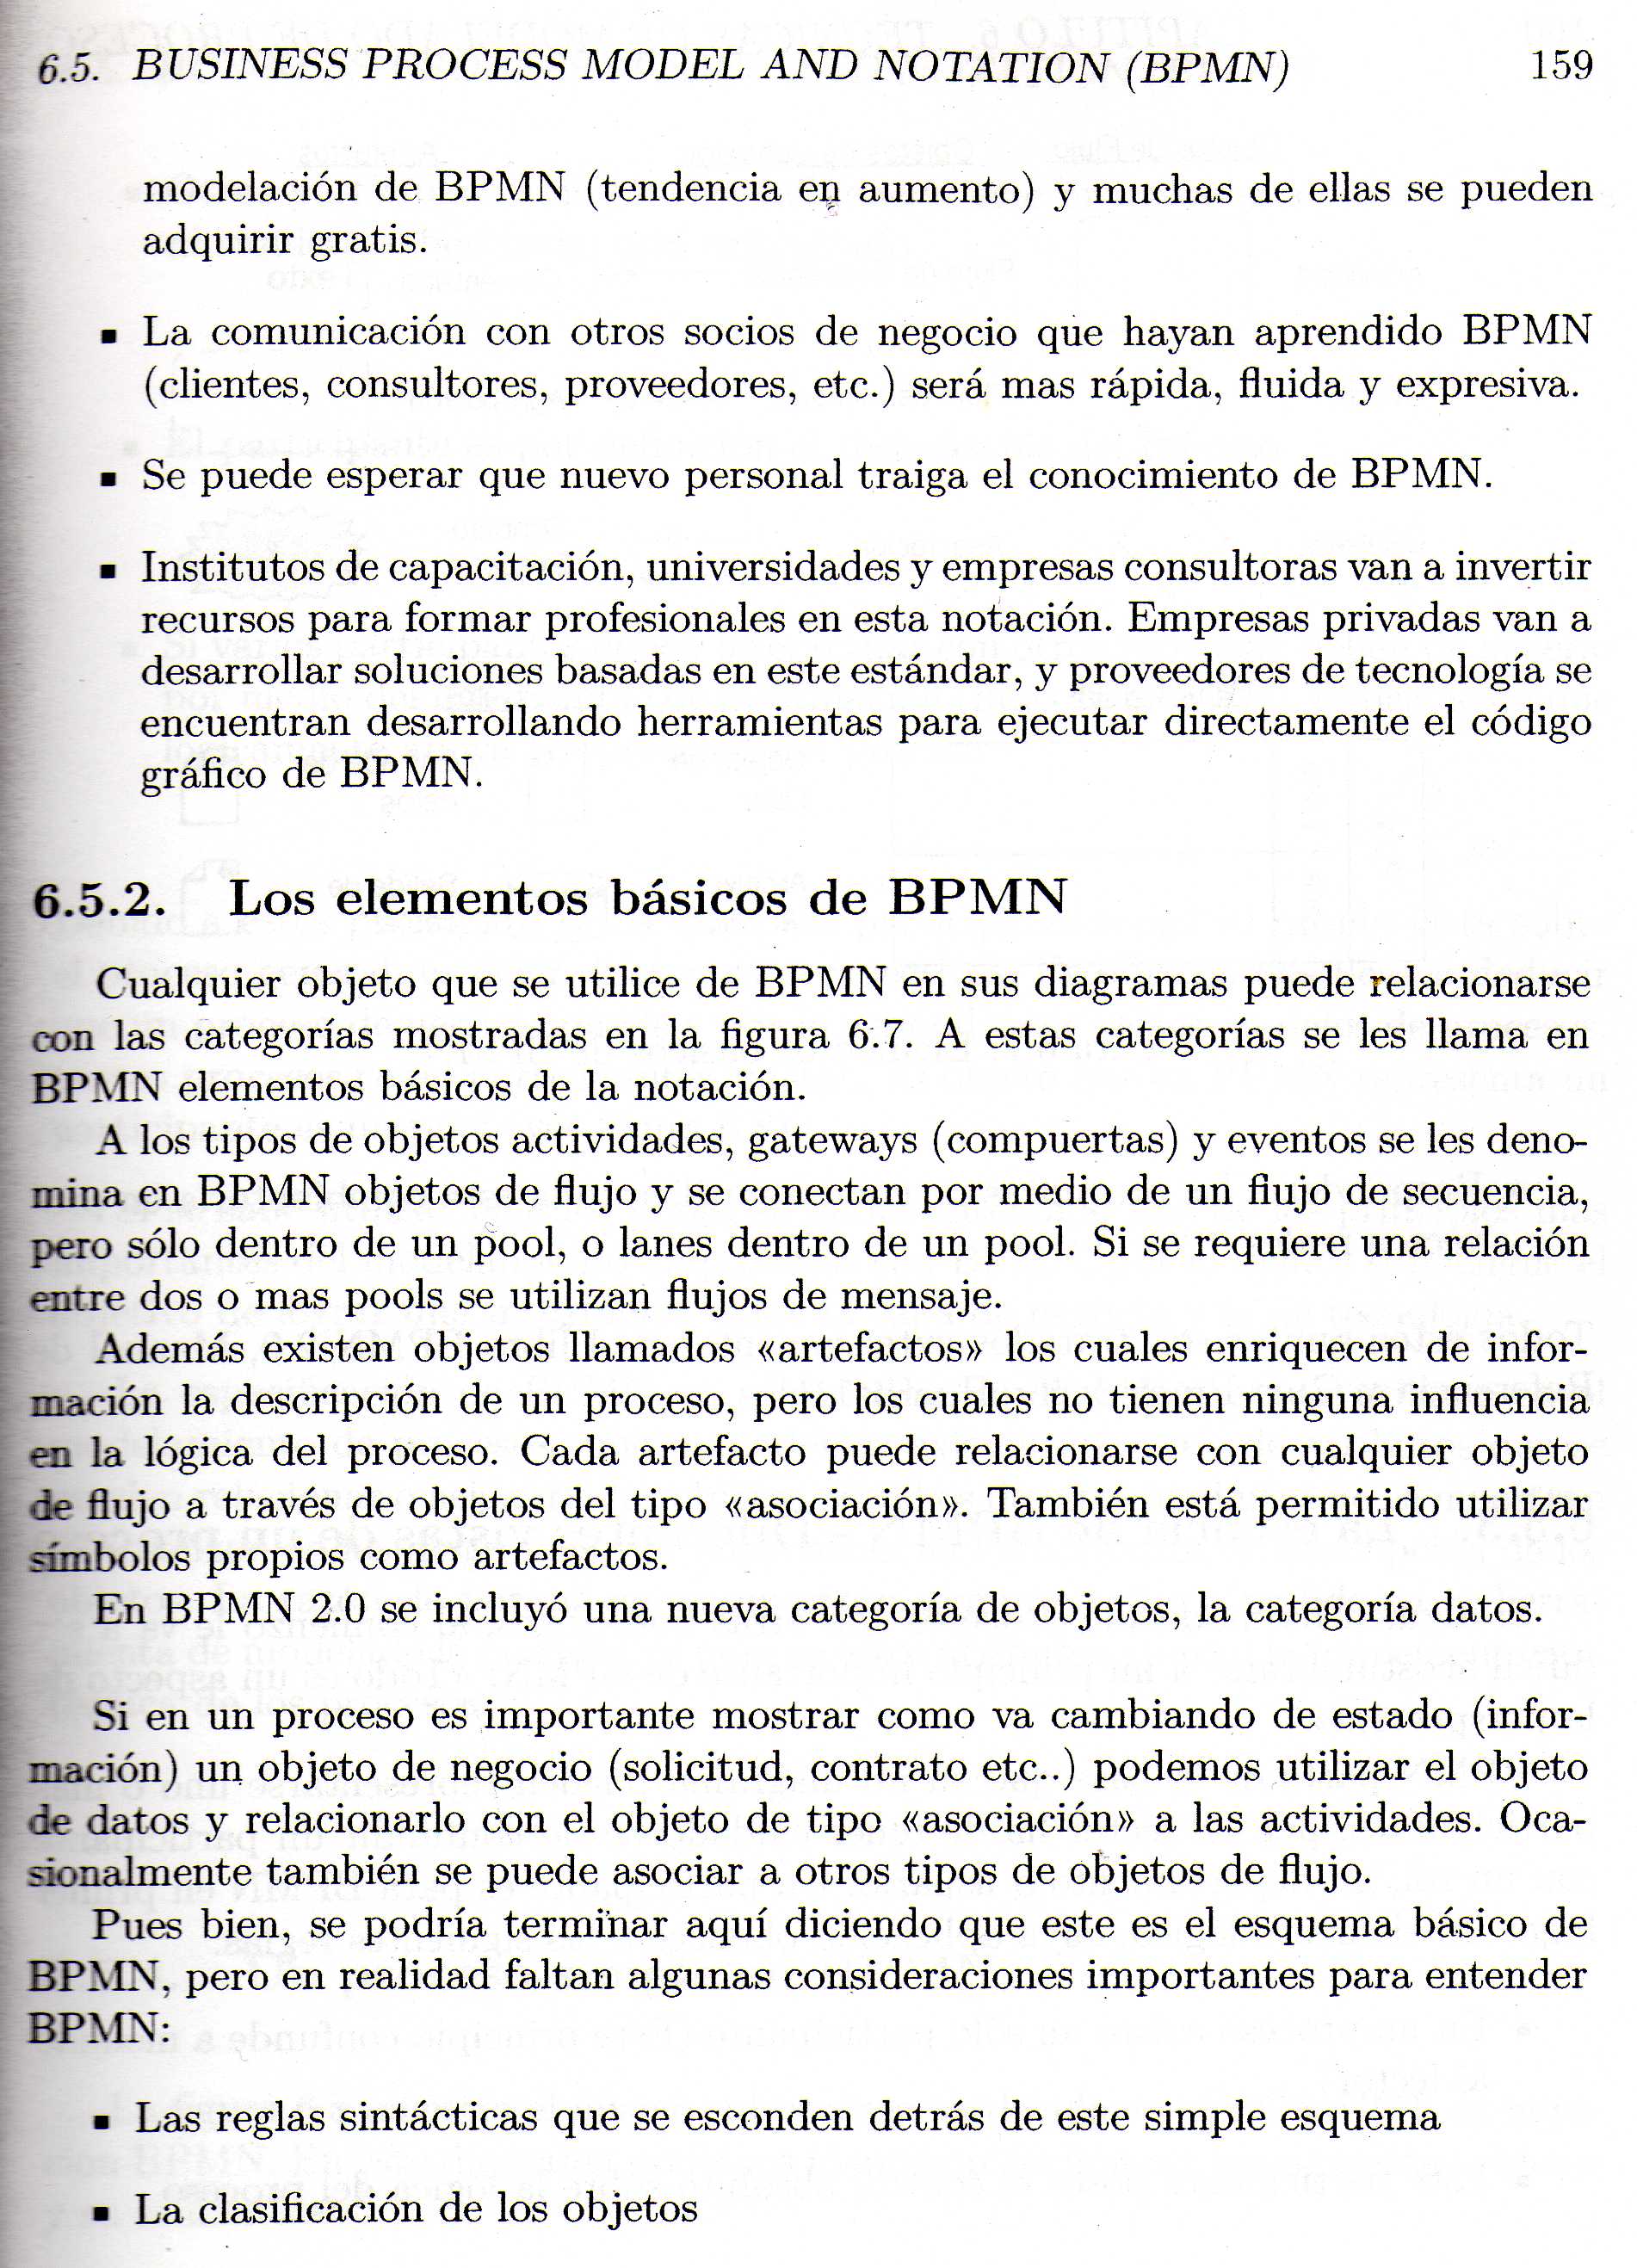 6.5. BUSINESS PROCESS MODEL AND NOTATION (BPMN) 159
modelación de BPMN (tendencia en aumento) y muchas de ellas se pueden
adquirir gratis.
▪ La comunicación con otros socios de negocio que hayan aprendido BPMN
(clientes, consultores, proveedores, etc.) será mas rápida, fluida y expresiva.
▪ Se puede esperar que nuevo personal traiga el conocimiento de BPMN.
▪ Institutos de capacitación, universidades y empresas consultoras van a invertir
recursos para formar profesionales en esta notación. Empresas privadas van a
desarrollar soluciones basadas en este estándar, y proveedores de tecnología se
encuentran desarrollando herramientas para ejecutar directamente el código
gráfico de BPMN.
6.5.2. Los elementos básicos de BPMN
Cualquier objeto que se utilice de BPMN en sus diagramas puede relacionarse
con las categorías mostradas en la figura 6.7. A estas categorías se les llama en
BPMN elementos básicos de la notación.
A los tipos de objetos actividades, gateways (compuertas) y eventos se les deno-
mina en BPMN objetos de flujo y se conectan por medio de un flujo de secuencia,
pero sólo dentro de un pool, o lanes dentro de un pool. Si se requiere una relación
entre dos o mas pools se utilizan flujos de mensaje.
Además existen objetos llamados «artefactos» los cuales enriquecen de infor-
mación la descripción de un proceso, pero los cuales no tienen ninguna influencia
en la lógica del proceso. Cada artefacto puede relacionarse con cualquier objeto
de flujo a través de objetos del tipo «asociación». También está permitido utilizar
símbolos propios como artefactos.
En BPMN 2.0 se incluyó una nueva categoría de objetos, la categoría datos.
Si en un proceso es importante mostrar como va cambiando de estado (infor-
mación) un objeto de negocio (solicitud, contrato etc..) podemos utilizar el objeto
de datos y relacionarlo con el objeto de tipo «asociación» a las actividades. Oca-
sionalmente también se puede asociar a otros tipos de objetos de flujo.
Pues bien, se podría terminar aquí diciendo que este es el esquema básico de
BPMN, pero en realidad faltan algunas consideraciones importantes para entender
BPMN:
▪ Las reglas sintácticas que se esconden detrás de este simple esquema
▪ La clasificación de los objetos